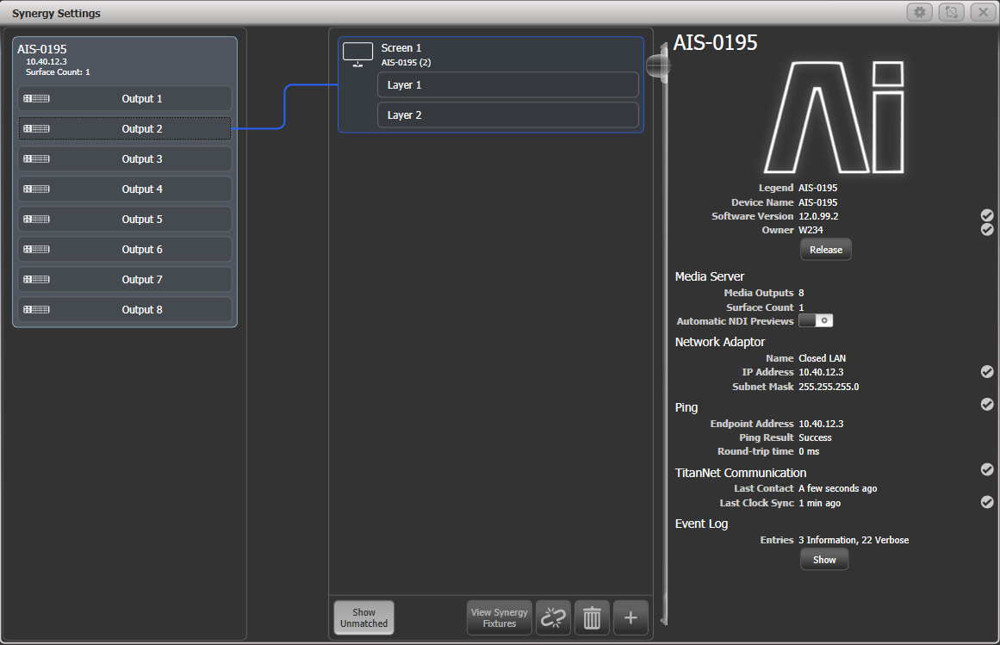 Synergy Settings
AIS-0195
10.40.12.3
Surface Count: 1
Output 1
Output 2
Output 3
Output 4
Output 5
Output 6
Output 7
Output 8
Screen 1
AIS-0195 (2)
Layer 1
Layer 2
Show
Unmatched
View Synergy
Fixtures
AIS-0195
Ai
Legend AIS-0195
Device Name AIS-0195
Software Version 12.0.99.2
Owner W234
Release
Media Server
Media Outputs 8
Surface Count 1
Automatic NDI Previews
Network Adaptor
Name Closed LAN
IP Address 10.40.12.3
Subnet Mask 255.255.255.0
Ping
Endpoint Address 10.40.12.3
Ping Result Success
Round-trip time 0 ms
TitanNet Communication
Last Contact A few seconds ago
Last Clock Sync 1 min ago
Event Log
Entries 3 Information, 22 Verbose
Show